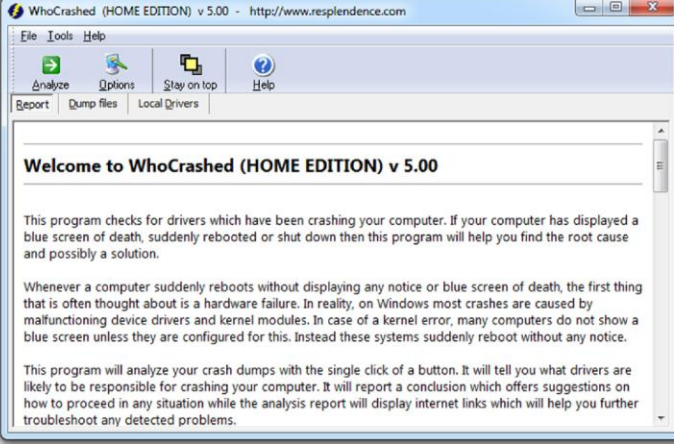 WhoCrashed (HOME EDITION) v 5.00 - http://www.resplendence.com
File Tools Help
Analyze Options Stay on top Help
Report Dump files Local Drivers
Welcome to WhoCrashed (HOME EDITION) v 5.00
This program checks for drivers which have been crashing your computer. If your computer has displayed a
blue screen of death, suddenly rebooted or shut down then this program will help you find the root cause
and possibly a solution.
Whenever a computer suddenly reboots without displaying any notice or blue screen of death, the first thing
that is often thought about is a hardware failure. In reality, on Windows most crashes are caused by
malfunctioning device drivers and kernel modules. In case of a kernel error, many computers do not show a
blue screen unless they are configured for this. Instead these systems suddenly reboot without any notice.
This program will analyze your crash dumps with the single click of a button. It will tell you what drivers are
likely to be responsible for crashing your computer. It will report a conclusion which offers suggestions on
how to proceed in any situation while the analysis report will display internet links which will help you further
troubleshoot any detected problems.